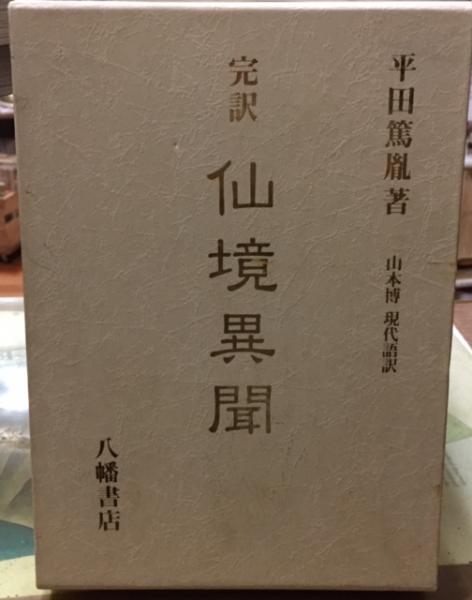 平田篤胤著
山本博 現代語訳
完訳
仙境異聞
八幡書店